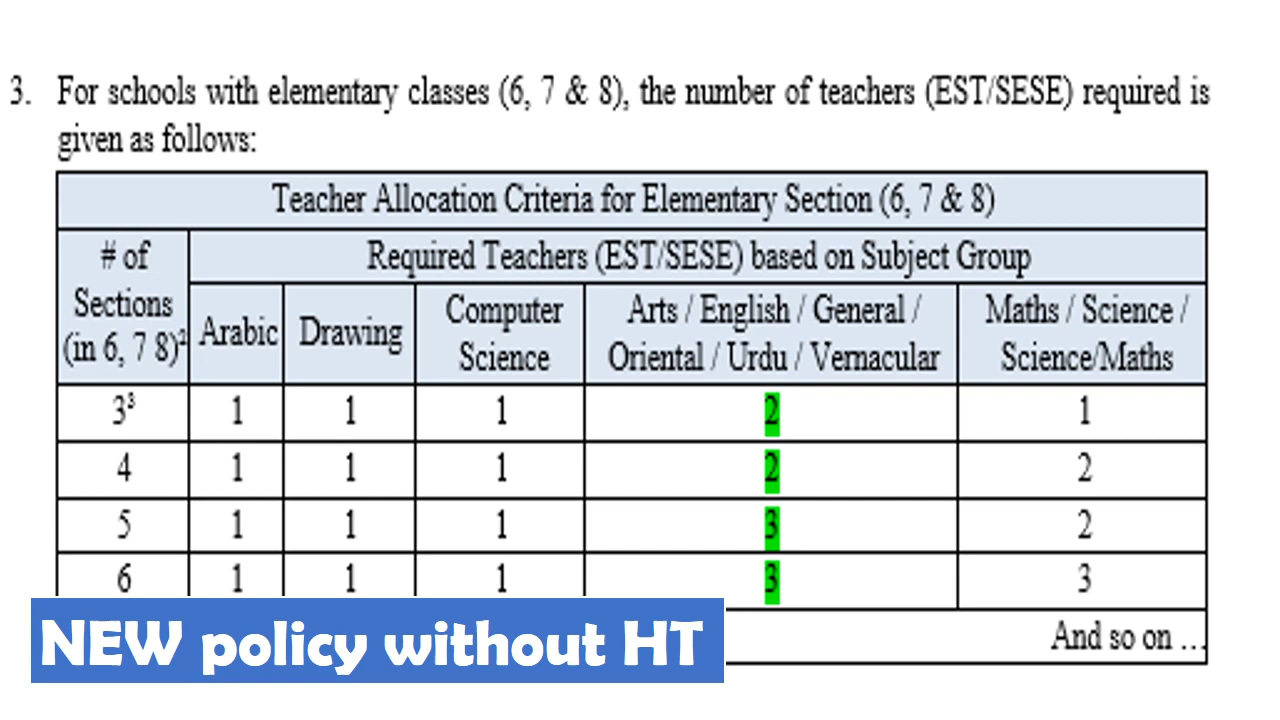 3. For schools with elementary classes (6, 7 & 8), the number of teachers (EST/SESE) required is
given as follows:
Teacher Allocation Criteria for Elementary Section (6, 7 & 8)
# of
Sections
(in 6, 7 8)²
Required Teachers (EST/SESE) based on Subject Group
Arabic
Drawing
Computer
Science
Arts / English / General /
Oriental / Urdu / Vernacular
Maths / Science /
Science/Maths
3³ 1 1 1 2 1
4 1 1 1 2 2
5 1 1 1 3 2
6 1 1 1 3 3
And so on ...
NEW policy without HT